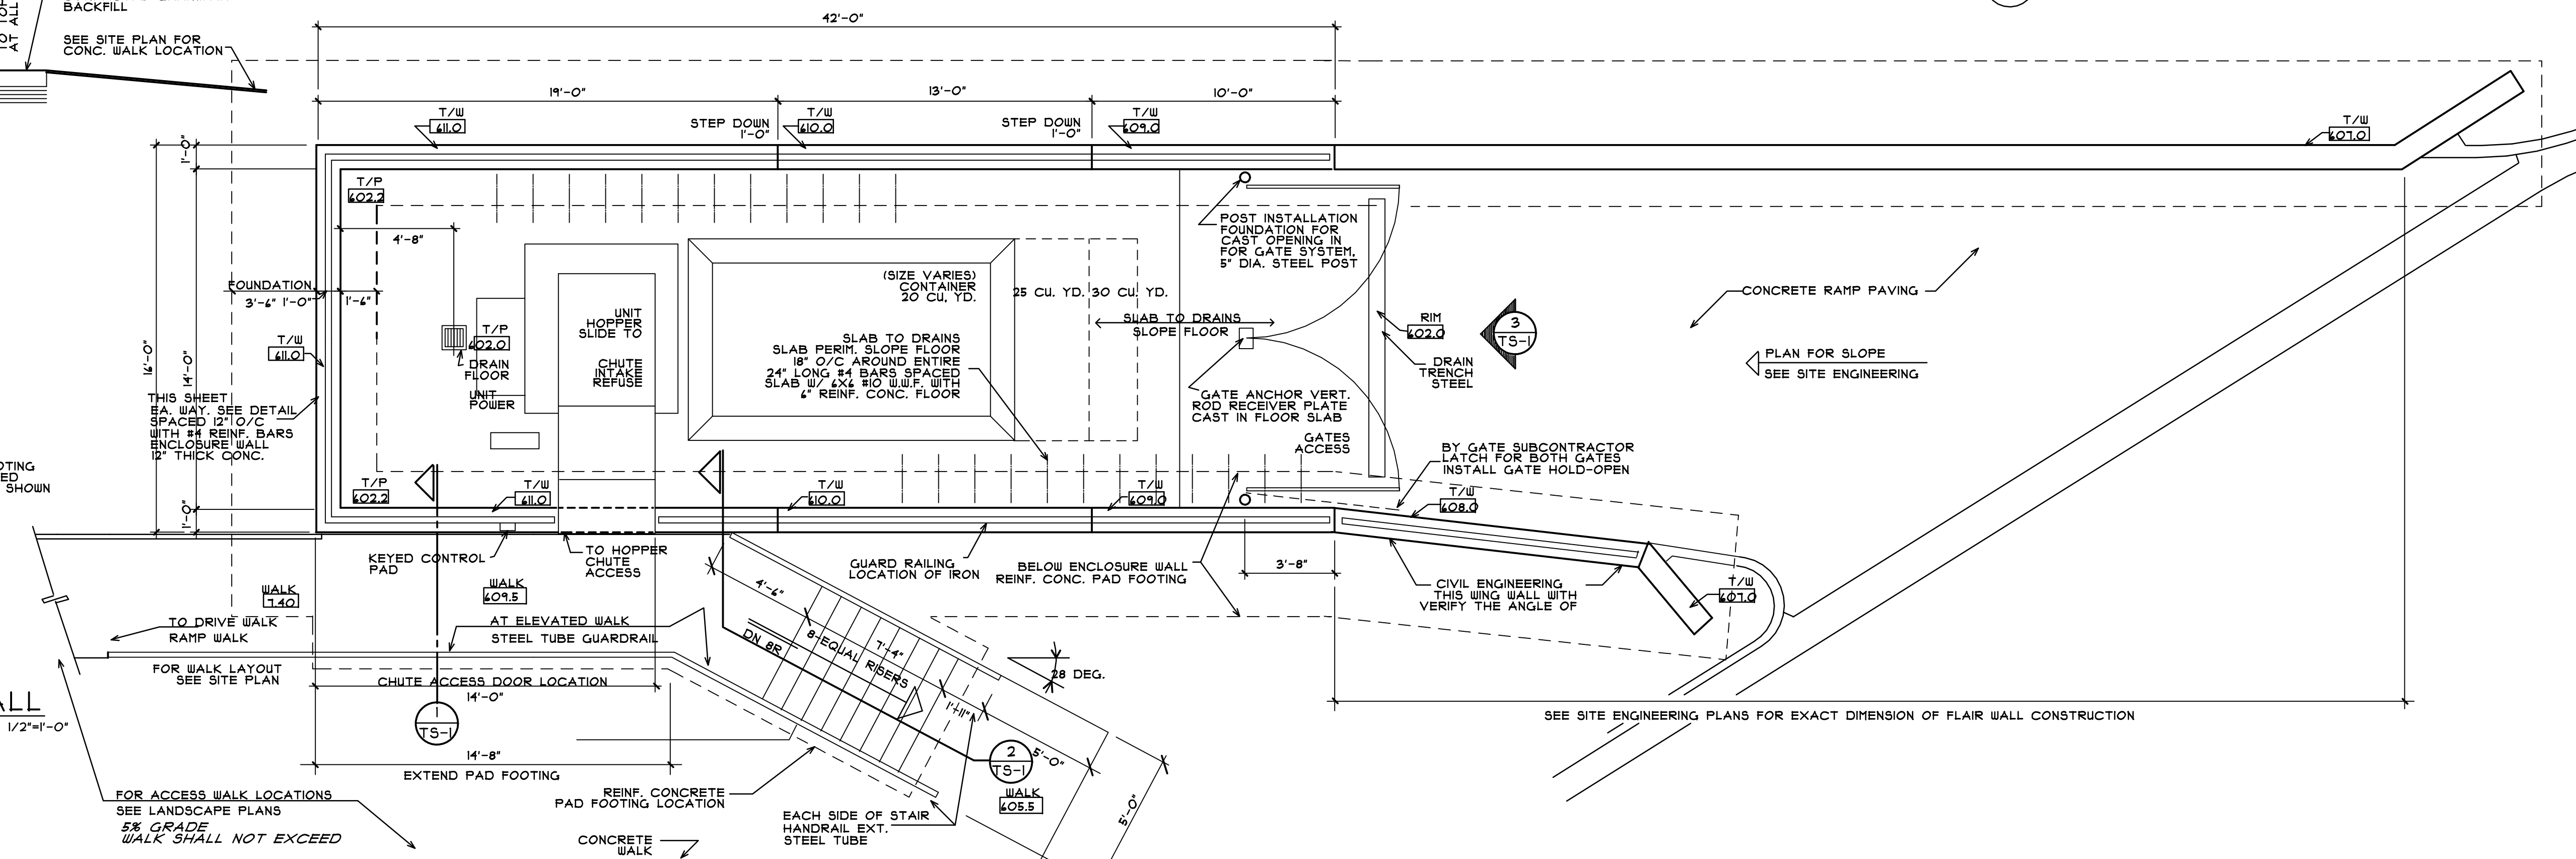 BACKFILL
AT ALL
SEE SITE PLAN FOR
CONC. WALK LOCATION
42'-0"
19'-0"
13'-0"
10'-0"
T/W
611.0
STEP DOWN
1'-0"
T/W
610.0
STEP DOWN
1'-0"
T/W
609.0
T/W
607.0
1'-0"
T/P
602.2
4'-8"
FOUNDATION
3'-6" 1'-0"
1'-6"
T/W
611.0
16'-0"
14'-0"
THIS SHEET
EA. WAY. SEE DETAIL
SPACED 12" O/C
WITH #4 REINF. BARS
ENCLOSURE WALL
12" THICK CONC.
T/P
602.0
DRAIN
FLOOR
UNIT
POWER
UNIT
HOPPER
SLIDE TO
CHUTE
INTAKE
REFUSE
(SIZE VARIES)
CONTAINER
20 CU. YD.
25 CU. YD.
30 CU. YD.
SLAB TO DRAINS
SLAB PERIM. SLOPE FLOOR
18" O/C AROUND ENTIRE
24" LONG #4 BARS SPACED
SLAB W/ 6X6 #10 W.W.F. WITH
6" REINF. CONC. FLOOR
SLAB TO DRAINS
SLOPE FLOOR
POST INSTALLATION
FOUNDATION FOR
CAST OPENING IN
FOR GATE SYSTEM,
5" DIA. STEEL POST
GATE ANCHOR VERT.
ROD RECEIVER PLATE
CAST IN FLOOR SLAB
GATES
ACCESS
RIM
602.0
DRAIN
TRENCH
STEEL
3
TS-1
CONCRETE RAMP PAVING
PLAN FOR SLOPE
SEE SITE ENGINEERING
BY GATE SUBCONTRACTOR
LATCH FOR BOTH GATES
INSTALL GATE HOLD-OPEN
OTING
ED
SHOWN
T/P
602.2
1'-0"
T/W
611.0
T/W
610.0
T/W
609.0
T/W
608.0
KEYED CONTROL
PAD
TO HOPPER
CHUTE
ACCESS
GUARD RAILING
LOCATION OF IRON
BELOW ENCLOSURE WALL
REINF. CONC. PAD FOOTING
3'-8"
CIVIL ENGINEERING
THIS WING WALL WITH
VERIFY THE ANGLE OF
T/W
607.0
WALK
7.40
WALK
609.5
TO DRIVE WALK
RAMP WALK
AT ELEVATED WALK
STEEL TUBE GUARDRAIL
4'-6"
7'-4"
8-EQUAL RISERS
DN 8R
1'-11"
28 DEG.
FOR WALK LAYOUT
SEE SITE PLAN
CHUTE ACCESS DOOR LOCATION
14'-0"
ALL
1/2"=1'-0"
1
TS-1
14'-8"
EXTEND PAD FOOTING
SEE SITE ENGINEERING PLANS FOR EXACT DIMENSION OF FLAIR WALL CONSTRUCTION
2
TS-1
5'-0"
5'-0"
WALK
605.5
FOR ACCESS WALK LOCATIONS
SEE LANDSCAPE PLANS
5% GRADE
WALK SHALL NOT EXCEED
REINF. CONCRETE
PAD FOOTING LOCATION
EACH SIDE OF STAIR
HANDRAIL EXT.
STEEL TUBE
CONCRETE
WALK